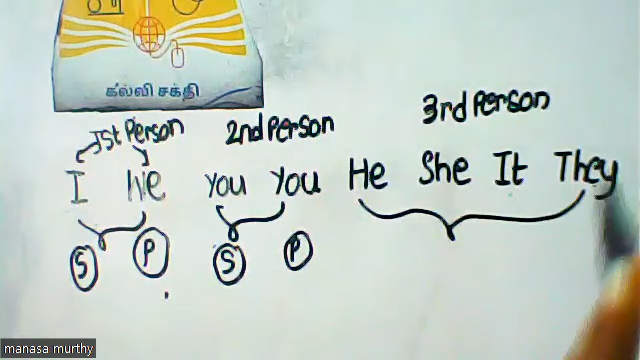 கல்வி சக்தி
1st Person 2nd Person 3rd Person
I We You You He She It They
S P S P
manasa murthy